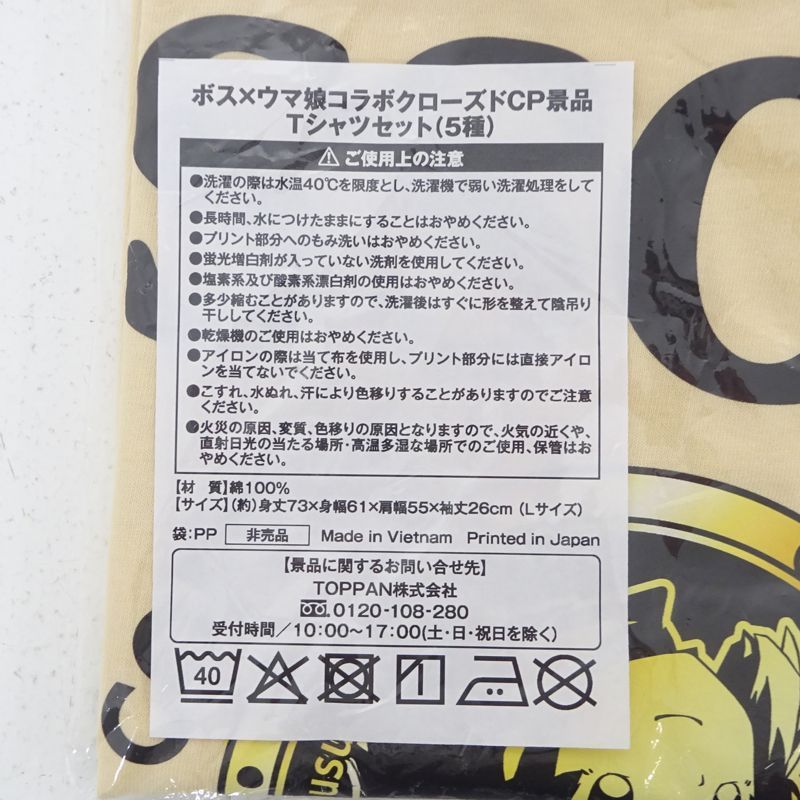 ボス×ウマ娘コラボクローズドCP景品
Tシャツセット(5種)
ご使用上の注意
●洗濯の際は水温40℃を限度とし、洗濯機で弱い洗濯処理をして
ください。
●長時間、水につけたままにすることはおやめください。
●プリント部分へのもみ洗いはおやめください。
●蛍光増白剤が入っていない洗剤を使用してください。
●塩素系及び酸素系漂白剤の使用はおやめください。
●多少縮むことがありますので、洗濯後はすぐに形を整えて陰吊り
干ししてください。
●乾燥機のご使用はおやめください。
●アイロンの際は当て布を使用し、プリント部分には直接アイロ
ンを当てないでください。
●こすれ、水ぬれ、汗により色移りすることがありますのでご注意
ください。
●火災の原因、変質、色移りの原因となりますので、火気の近くや、
直射日光の当たる場所・高温多湿な場所でのご使用、保管はお
やめください。
【材　質】綿100%
【サイズ】(約)身丈73×身幅61×肩幅55×袖丈26cm (Lサイズ)
袋:PP 非売品 Made in Vietnam Printed in Japan
【景品に関するお問い合せ先】
TOPPAN株式会社
0120-108-280
受付時間／10:00～17:00(土・日・祝日を除く)
40